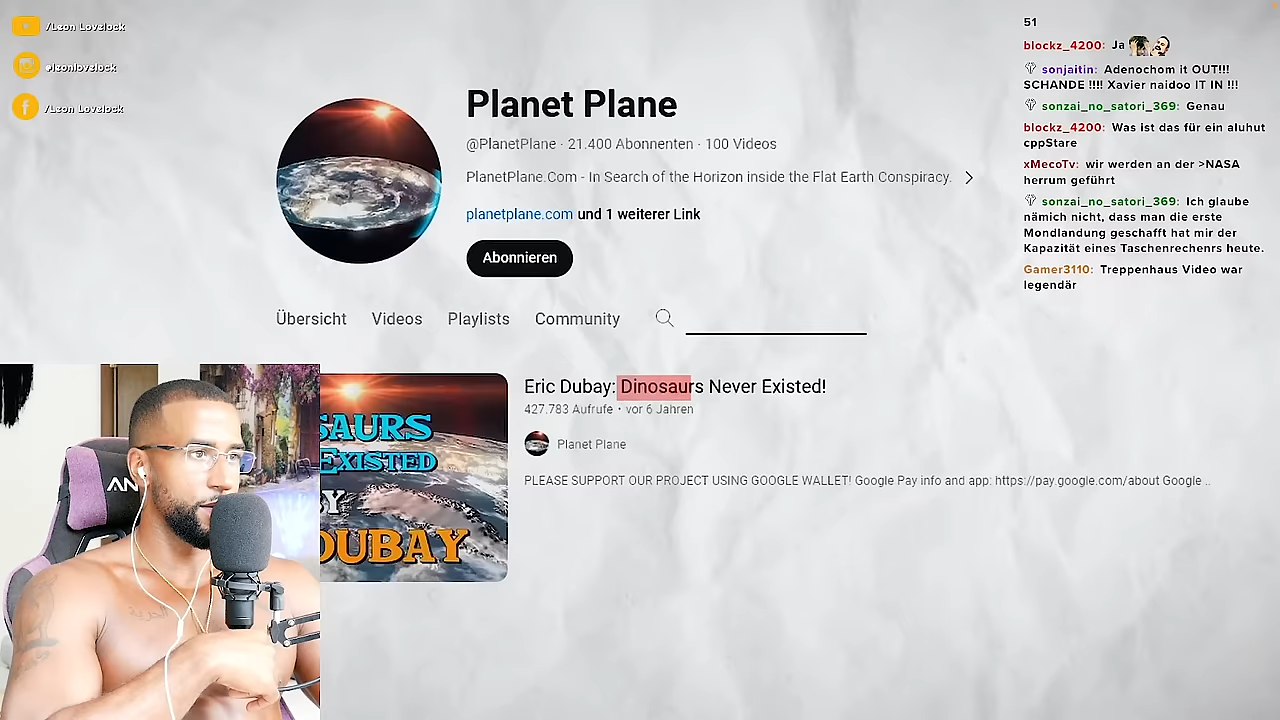 /Leon Lovelock
@leonlovelock
/Leon Lovelock
Planet Plane
@PlanetPlane · 21.400 Abonnenten · 100 Videos
PlanetPlane.Com - In Search of the Horizon inside the Flat Earth Conspiracy.
planetplane.com und 1 weiterer Link
Abonnieren
Übersicht Videos Playlists Community
SAURS
EXISTED
BY
DUBAY
Eric Dubay: Dinosaurs Never Existed!
427.783 Aufrufe · vor 6 Jahren
Planet Plane
PLEASE SUPPORT OUR PROJECT USING GOOGLE WALLET! Google Pay info and app: https://pay.google.com/about Google ..
51
blockz_4200: Ja
sonjaitin: Adenochom it OUT!!!
SCHANDE !!!! Xavier naidoo IT IN !!!
sonzai_no_satori_369: Genau
blockz_4200: Was ist das für ein aluhut
cppStare
xMecoTv: wir werden an der >NASA
herrum geführt
sonzai_no_satori_369: Ich glaube
nämich nicht, dass man die erste
Mondlandung geschafft hat mir der
Kapazität eines Taschenrechenrs heute.
Gamer3110: Treppenhaus Video war
legendär
AN